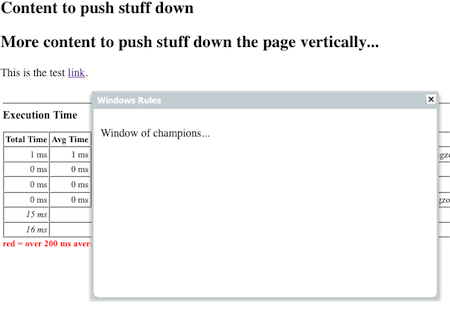 Content to push stuff down
More content to push stuff down the page vertically...
This is the test link.
Windows Rules
Execution Time
Window of champions...
Total Time Avg Time
1 ms 1 ms
0 ms 0 ms
0 ms 0 ms
0 ms 0 ms
15 ms
16 ms
red = over 200 ms aver